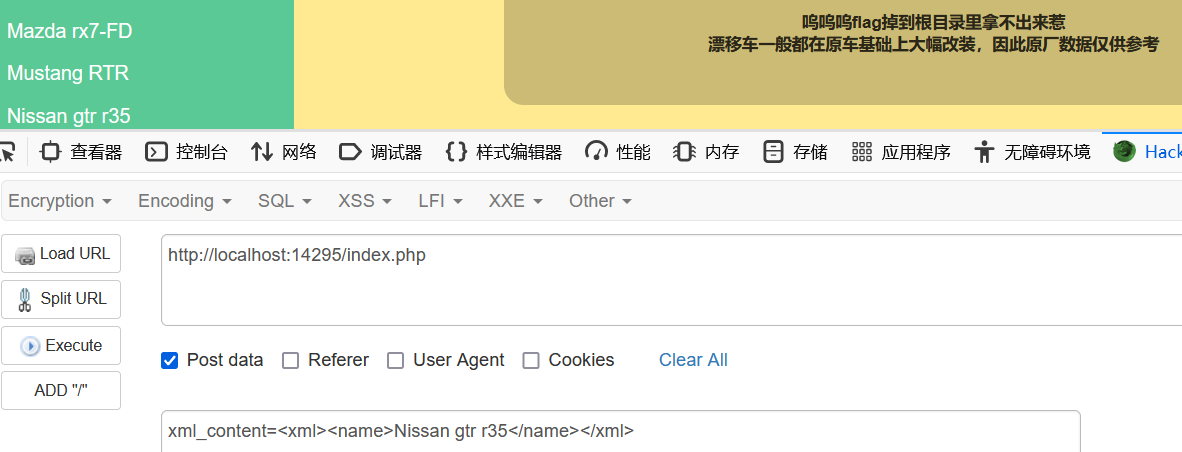 Mazda rx7-FD
Mustang RTR
Nissan gtr r35
呜呜呜flag掉到根目录里拿不出来惹
漂移车一般都在原车基础上大幅改装，因此原厂数据仅供参考
查看器 控制台 网络 调试器 样式编辑器 性能 内存 存储 应用程序 无障碍环境 Hack
Encryption Encoding SQL XSS LFI XXE Other
Load URL
Split URL
Execute
ADD "/"
http://localhost:14295/index.php
Post data Referer User Agent Cookies Clear All
xml_content=<xml><name>Nissan gtr r35</name></xml>